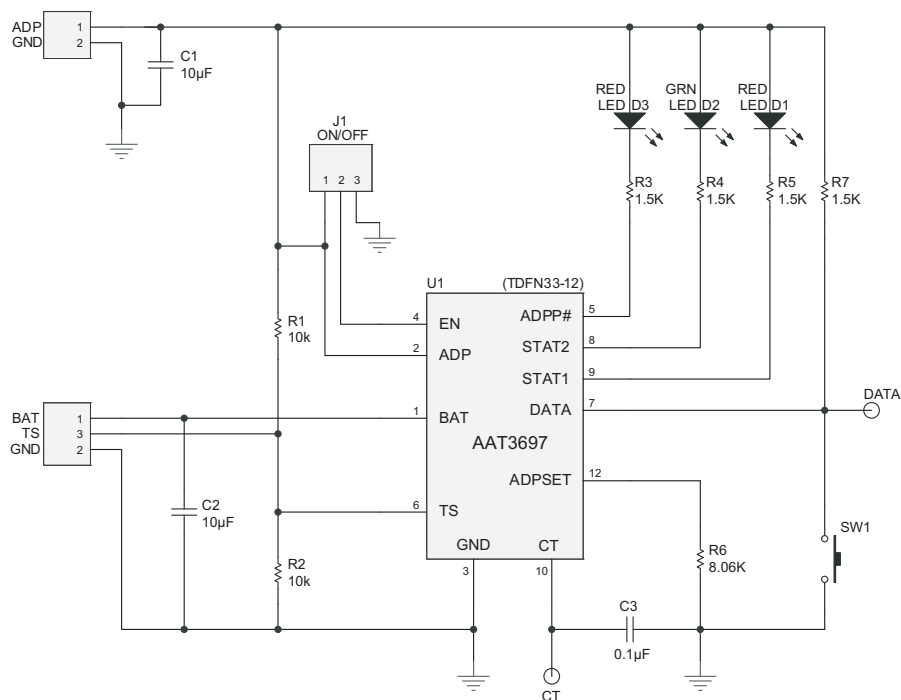 ADP 1
GND 2
C1
10µF
J1
ON/OFF
1 2 3
RED
LED D3
GRN
LED D2
RED
LED D1
R3
1.5K
R4
1.5K
R5
1.5K
R7
1.5K
U1 (TDFN33-12)
R1
10k
4 EN
2 ADP
1 BAT
6 TS
ADPP# 5
STAT2 8
STAT1 9
DATA 7
ADPSET 12
AAT3697
GND
3
CT
10
DATA
BAT 1
TS 3
GND 2
C2
10µF
R2
10k
R6
8.06K
SW1
C3
0.1µF
CT